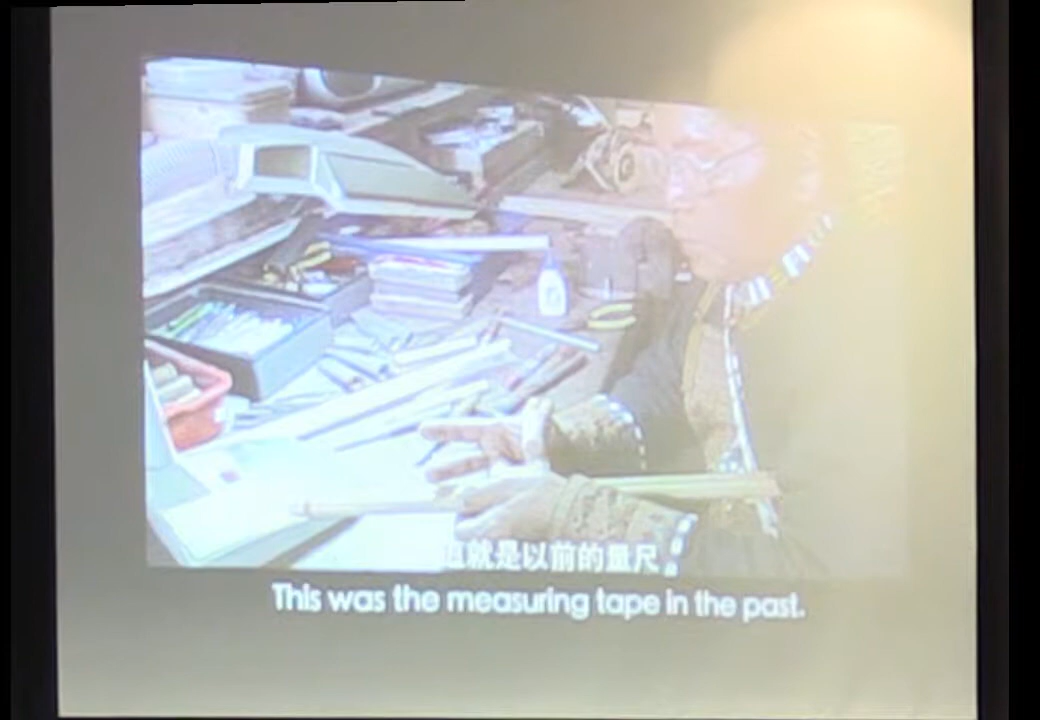 就是以前的量尺
This was the measuring tape in the past.